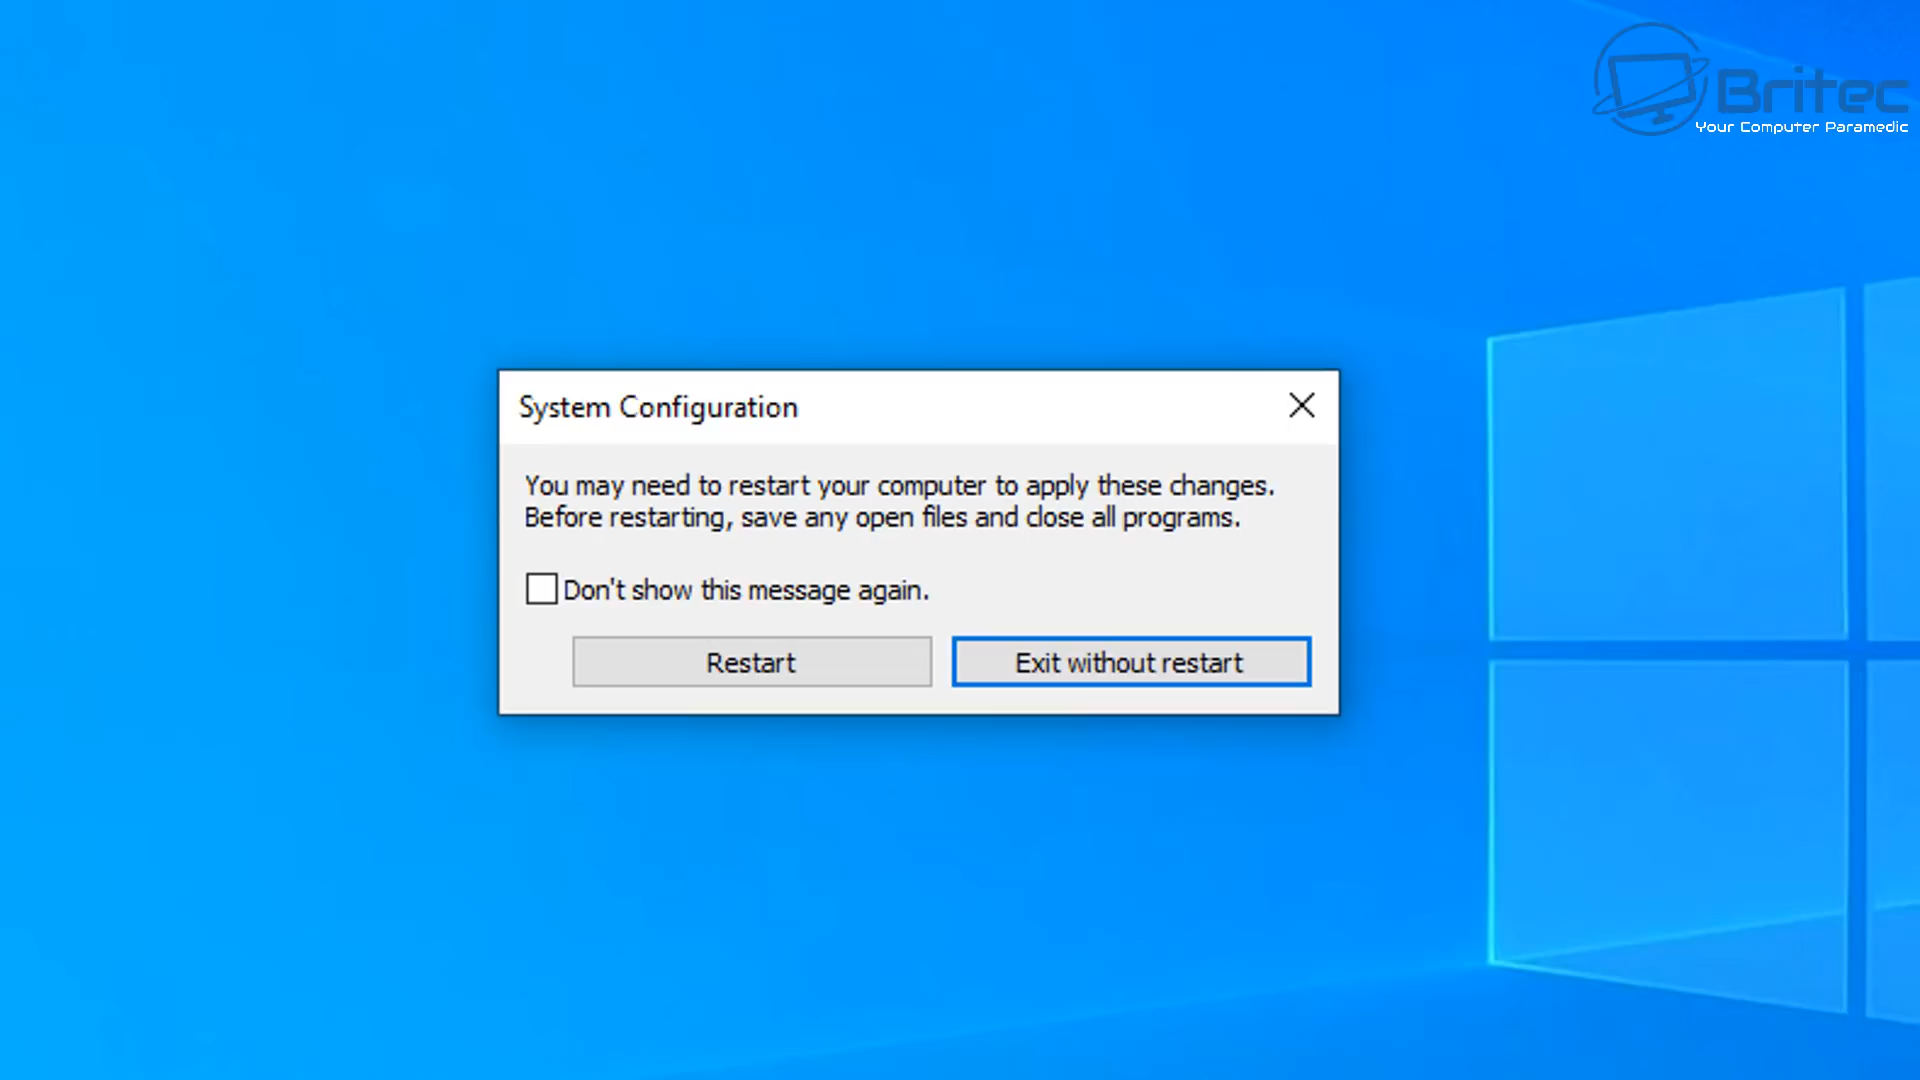 Britec
Your Computer Paramedic
System Configuration
You may need to restart your computer to apply these changes.
Before restarting, save any open files and close all programs.
Don't show this message again.
Restart
Exit without restart